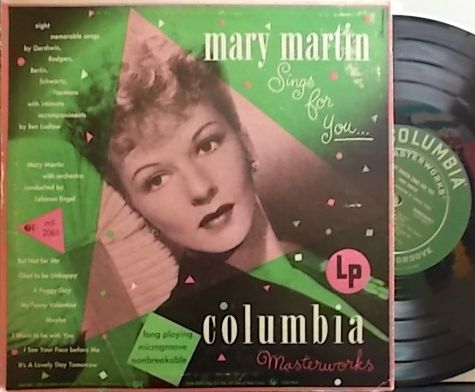 eight
memorable songs
by Gershwin,
Rodgers,
Berlin,
Schwartz,
Youmans
with intimate
accompaniments
by Ben Ludlow
mary martin
Sings
for
You...
Mary Martin
with orchestra
conducted by
Lehman Engel
ml
2061
But Not for Me
Glad to be Unhappy
A Foggy Day
My Funny Valentine
Maybe
I Want to be with You
I See Your Face before Me
It's A Lovely Day Tomorrow
Lp
long playing
microgroove
nonbreakable
columbia
Masterworks
COLUMBIA
MASTERWORKS